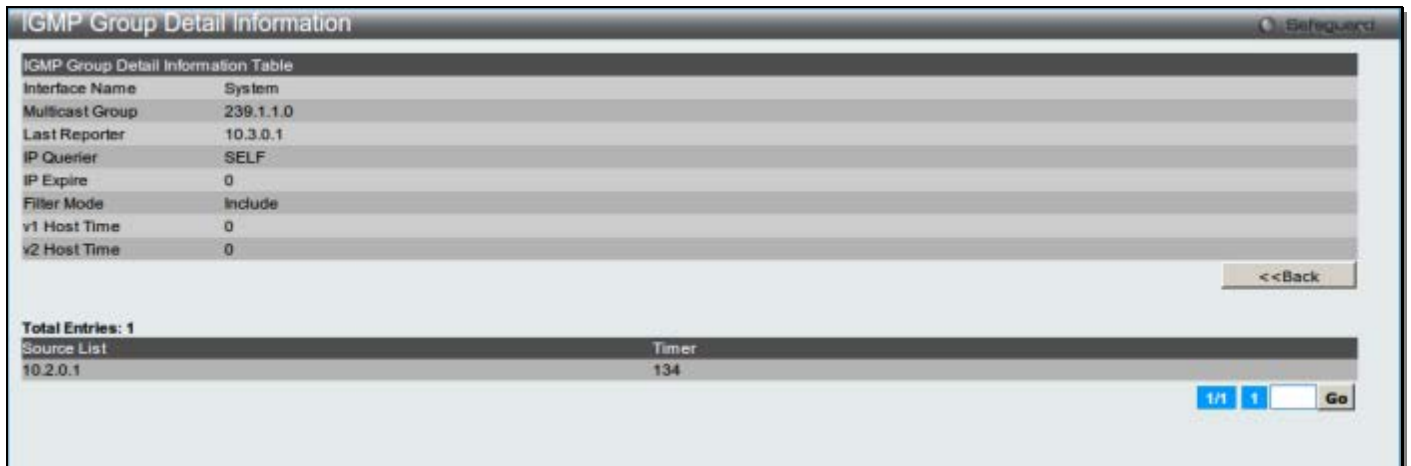 IGMP Group Detail Information
Safeguard
IGMP Group Detail Information Table
Interface Name System
Multicast Group 239.1.1.0
Last Reporter 10.3.0.1
IP Querier SELF
IP Expire 0
Filter Mode Include
v1 Host Time 0
v2 Host Time 0
<<Back
Total Entries: 1
Source List Timer
10.2.0.1 134
1/1 1 Go